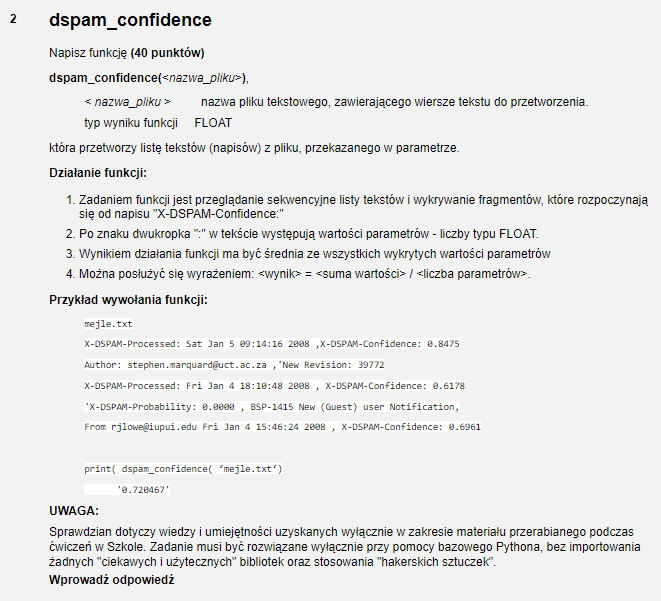 2 dspam_confidence
Napisz funkcję (40 punktów)
dspam_confidence(<nazwa_pliku>),
< nazwa_pliku > nazwa pliku tekstowego, zawierającego wiersze tekstu do przetworzenia.
typ wyniku funkcji FLOAT
która przetworzy listę tekstów (napisów) z pliku, przekazanego w parametrze.
Działanie funkcji:
1. Zadaniem funkcji jest przeglądanie sekwencyjne listy tekstów i wykrywanie fragmentów, które rozpoczynają
się od napisu "X-DSPAM-Confidence:"
2. Po znaku dwukropka ":" w tekście występują wartości parametrów - liczby typu FLOAT.
3. Wynikiem działania funkcji ma być średnia ze wszystkich wykrytych wartości parametrów
4. Można posłużyć się wyrażeniem: <wynik> = <suma wartości> / <liczba parametrów>.
Przykład wywołania funkcji:
mejle.txt
X-DSPAM-Processed: Sat Jan 5 09:14:16 2008 ,X-DSPAM-Confidence: 0.8475
Author: stephen.marquard@uct.ac.za ,'New Revision: 39772
X-DSPAM-Processed: Fri Jan 4 18:10:48 2008 , X-DSPAM-Confidence: 0.6178
'X-DSPAM-Probability: 0.0000 , BSP-1415 New (Guest) user Notification,
From rjlowe@iupui.edu Fri Jan 4 15:46:24 2008 , X-DSPAM-Confidence: 0.6961
print( dspam_confidence( ‘mejle.txt‘)
'0.720467'
UWAGA:
Sprawdzian dotyczy wiedzy i umiejętności uzyskanych wyłącznie w zakresie materiału przerabianego podczas
ćwiczeń w Szkole. Zadanie musi być rozwiązane wyłącznie przy pomocy bazowego Pythona, bez importowania
żadnych "ciekawych i użytecznych" bibliotek oraz stosowania "hakerskich sztuczek".
Wprowadź odpowiedź